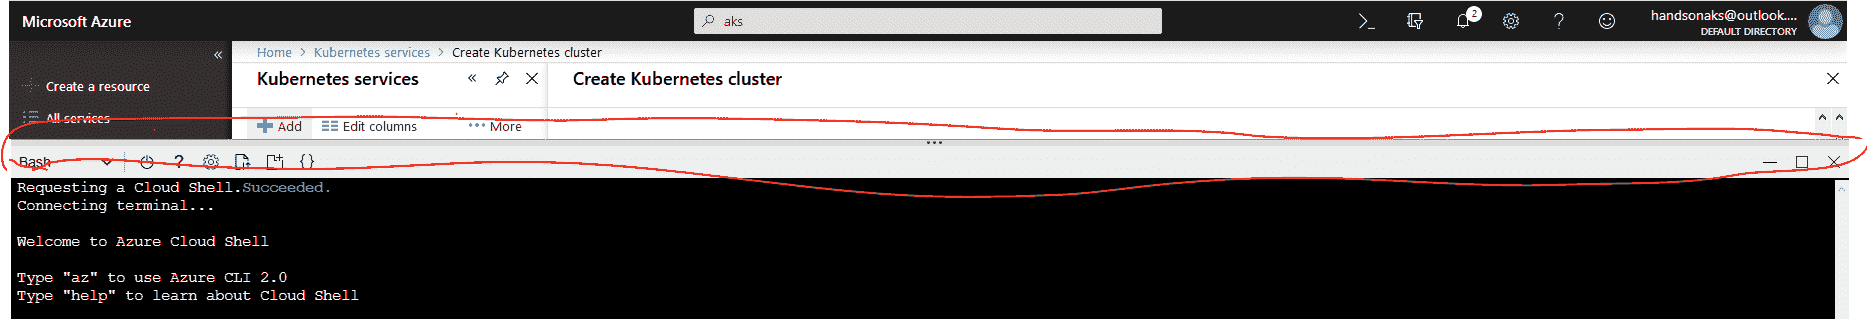 Microsoft Azure
aks
2
handsonaks@outlook....
DEFAULT DIRECTORY
«
Home > Kubernetes services > Create Kubernetes cluster
Create a resource
Kubernetes services «
Create Kubernetes cluster
All services
Add Edit columns ••• More
•••
Bash ? {}
Requesting a Cloud Shell.Succeeded.
Connecting terminal...
Welcome to Azure Cloud Shell
Type "az" to use Azure CLI 2.0
Type "help" to learn about Cloud Shell